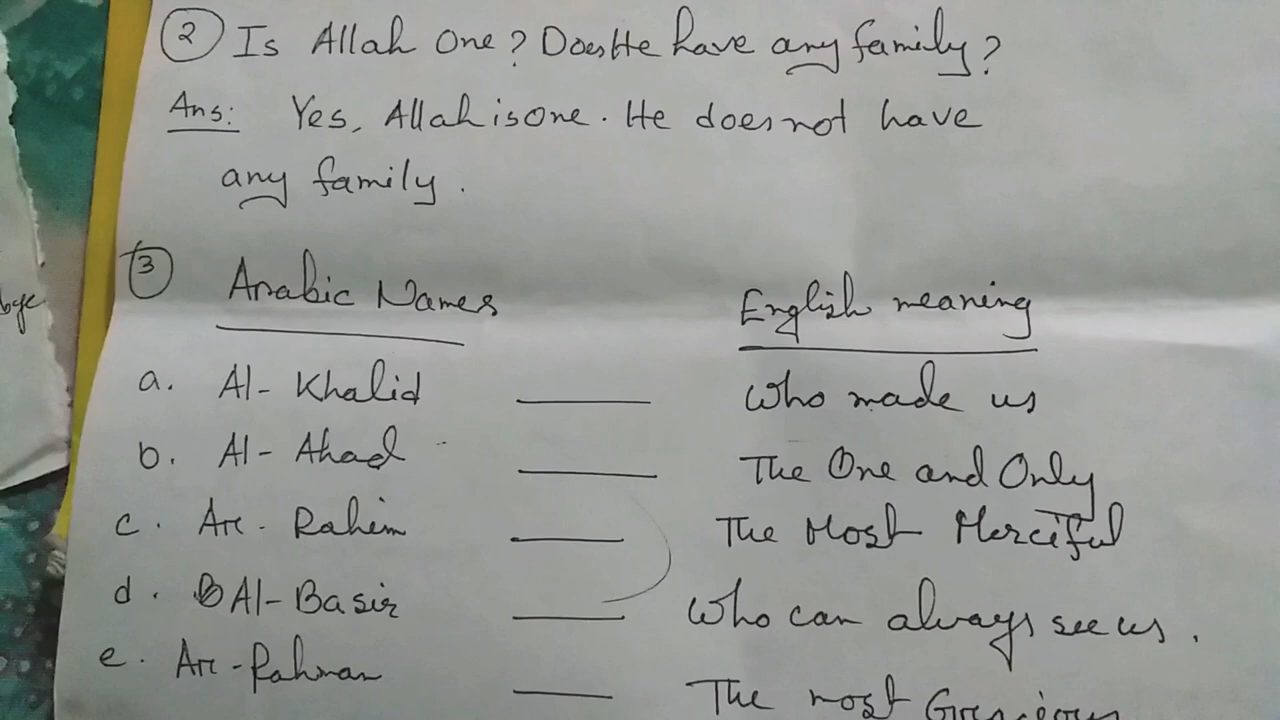 2 Is Allah One? Does He have any family?
Ans: Yes, Allah is one. He does not have
any family.
3 Arabic Names English meaning
a. Al-Khalid — Who made us
b. Al-Ahad — The One and Only
c. Ar-Rahim — The Most Merciful
d. Al-Basir — Who can always see us.
e. Ar-Rahman — The most Gracious